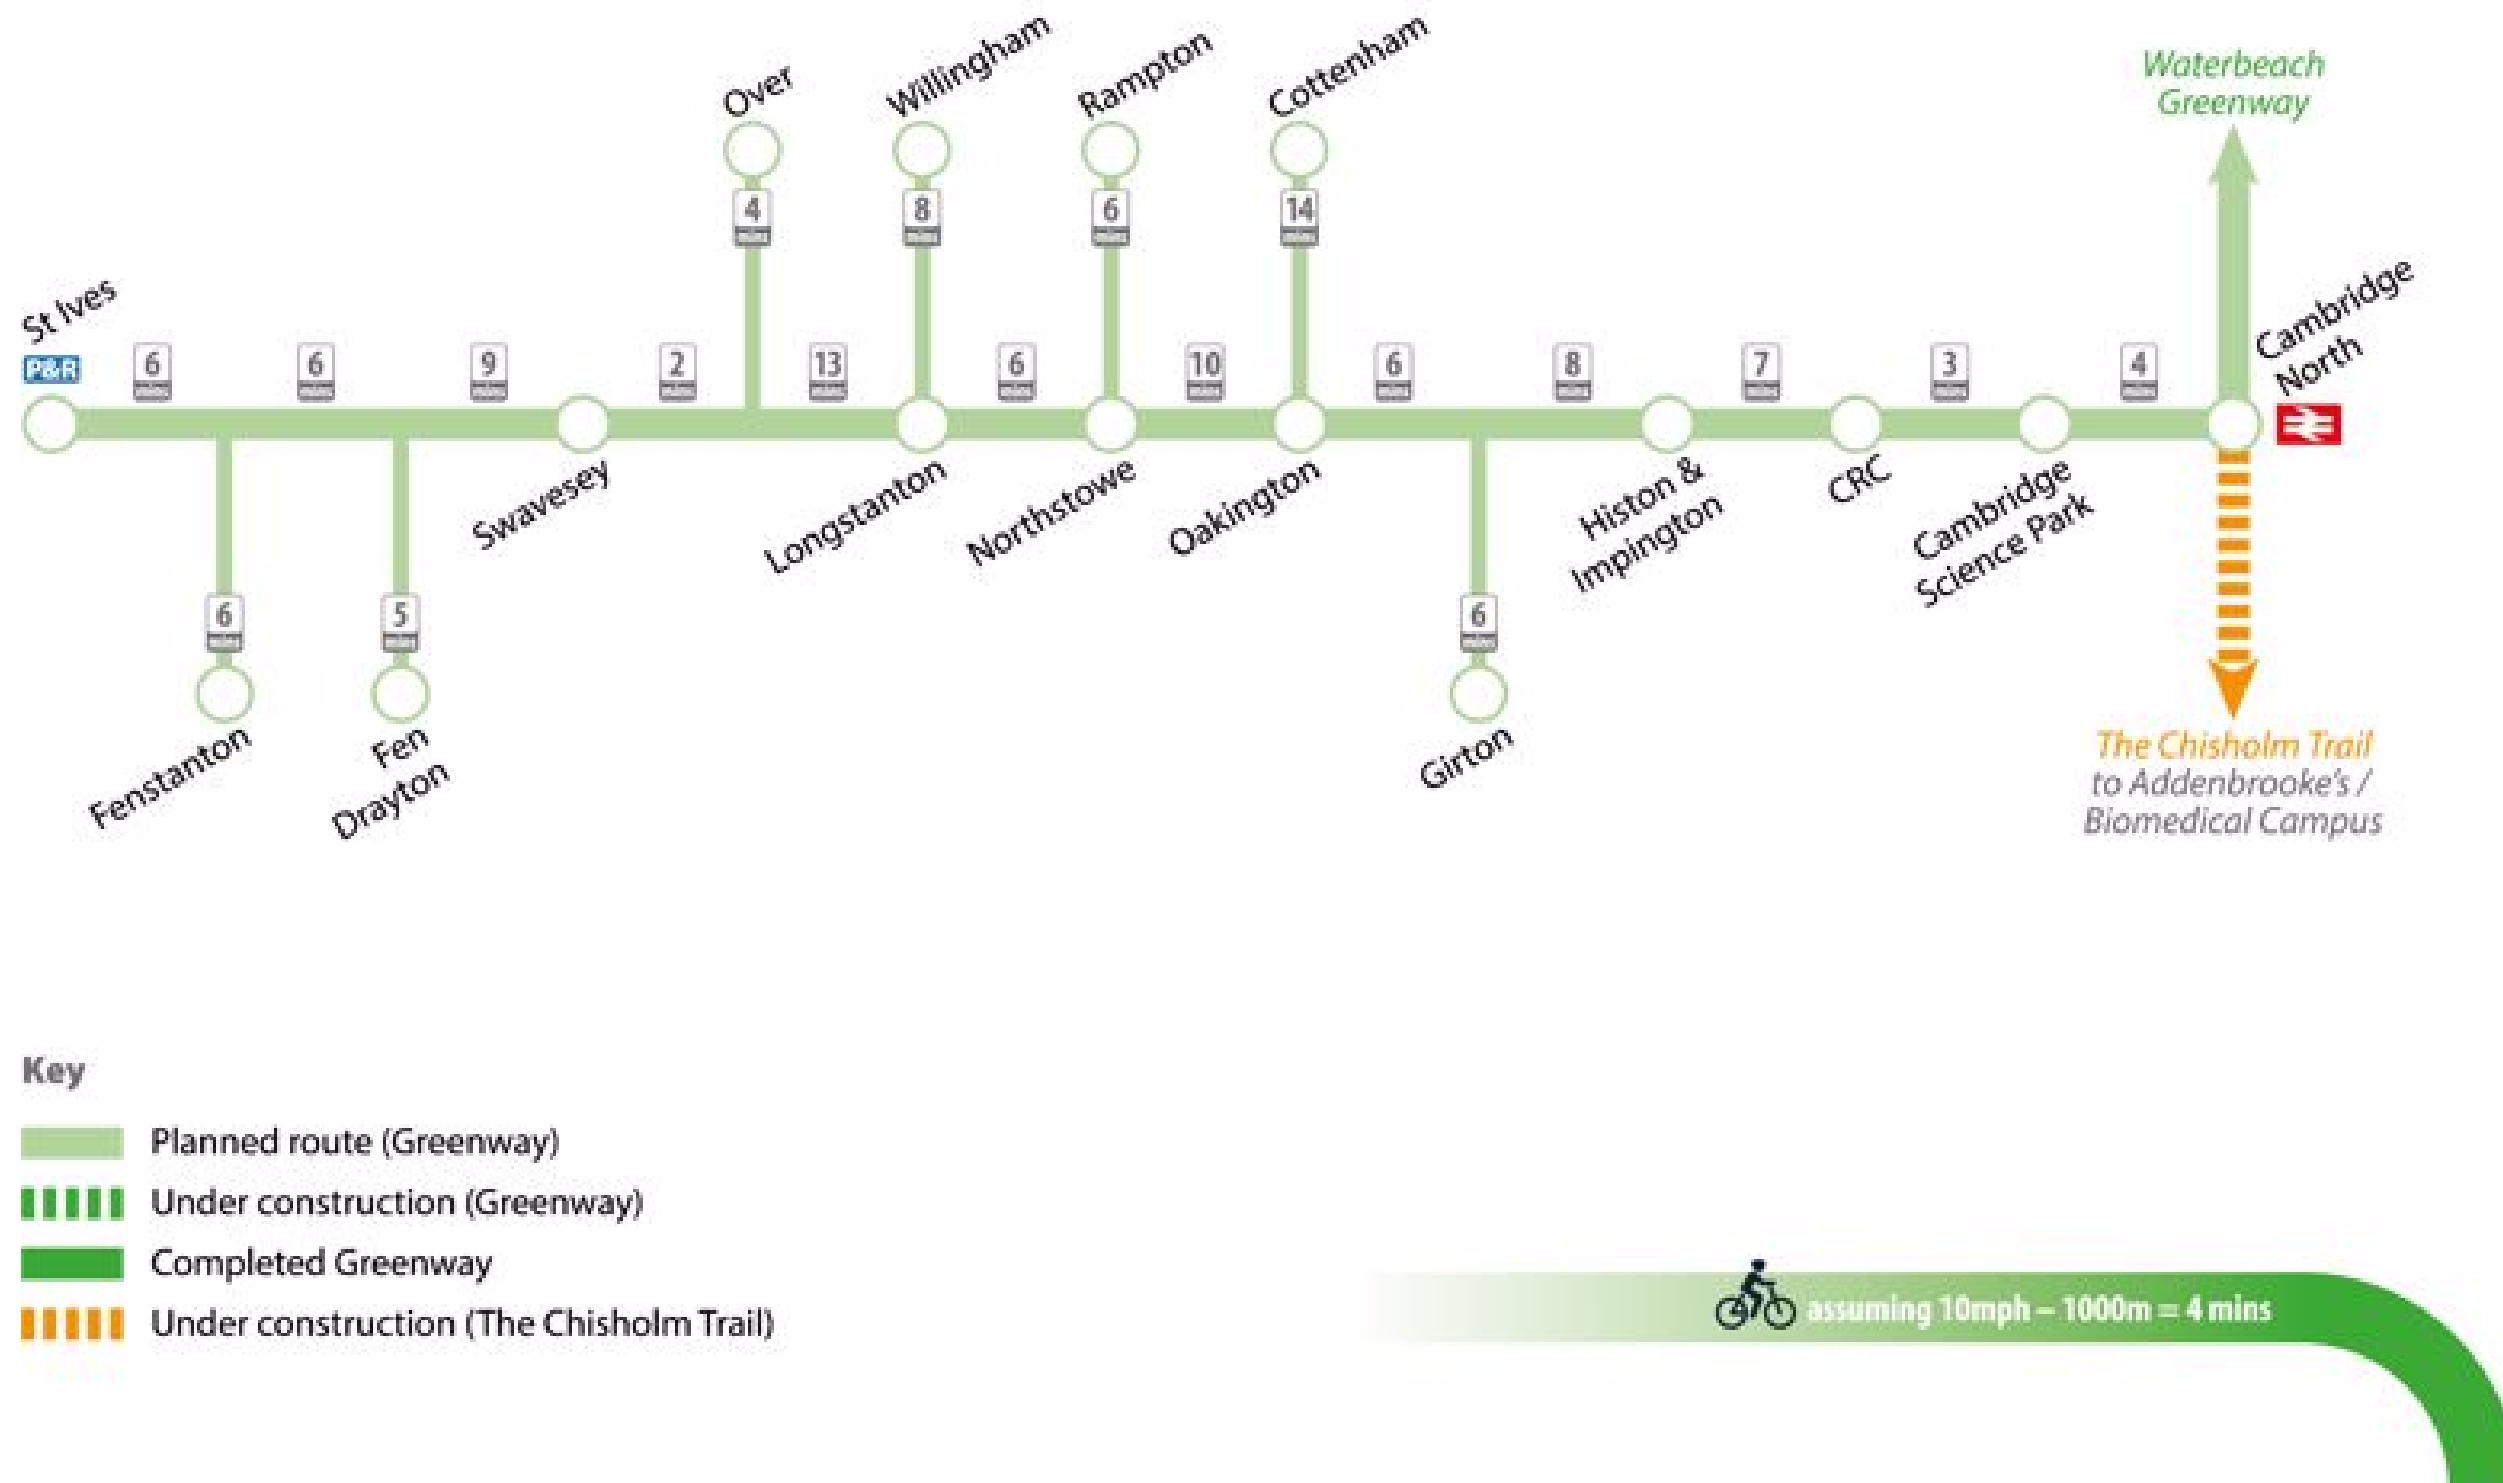 Over
Willingham
Rampton
Cottenham
Waterbeach
Greenway
4
8
6
14
St Ives
P&R
6
6
9
2
13
6
10
6
8
7
3
4
Cambridge
North
Swavesey
Longstanton
Northstowe
Oakington
Histon &
Impington
CRC
Cambridge
Science Park
6
5
6
Fenstanton
Fen
Drayton
Girton
The Chisholm Trail
to Addenbrooke's /
Biomedical Campus
Key
Planned route (Greenway)
Under construction (Greenway)
Completed Greenway
Under construction (The Chisholm Trail)
assuming 10mph – 1000m = 4 mins